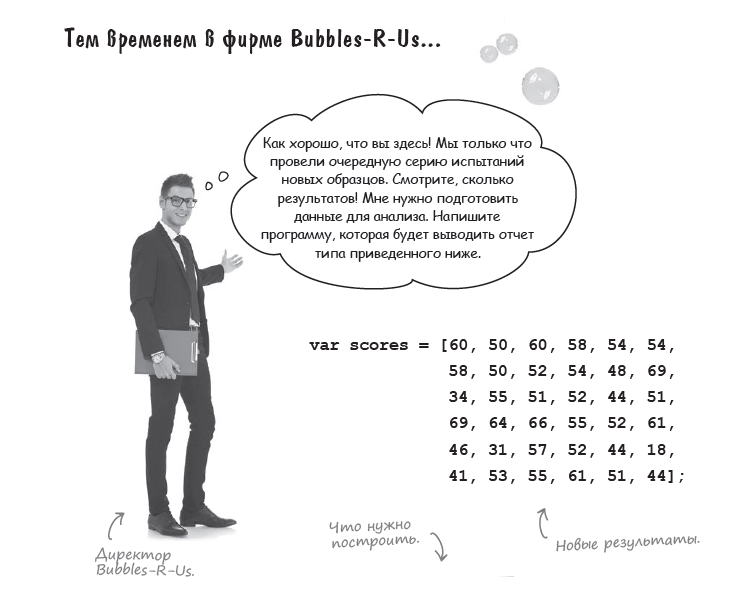 Тем временем в фирме Bubbles-R-Us...
Как хорошо, что вы здесь! Мы только что
провели очередную серию испытаний
новых образцов. Смотрите, сколько
результатов! Мне нужно подготовить
данные для анализа. Напишите
программу, которая будет выводить отчет
типа приведенного ниже.
var scores = [60, 50, 60, 58, 54, 54,
58, 50, 52, 54, 48, 69,
34, 55, 51, 52, 44, 51,
69, 64, 66, 55, 52, 61,
46, 31, 57, 52, 44, 18,
41, 53, 55, 61, 51, 44];
Что нужно
построить.
Новые результаты.
Директор
Bubbles-R-Us.